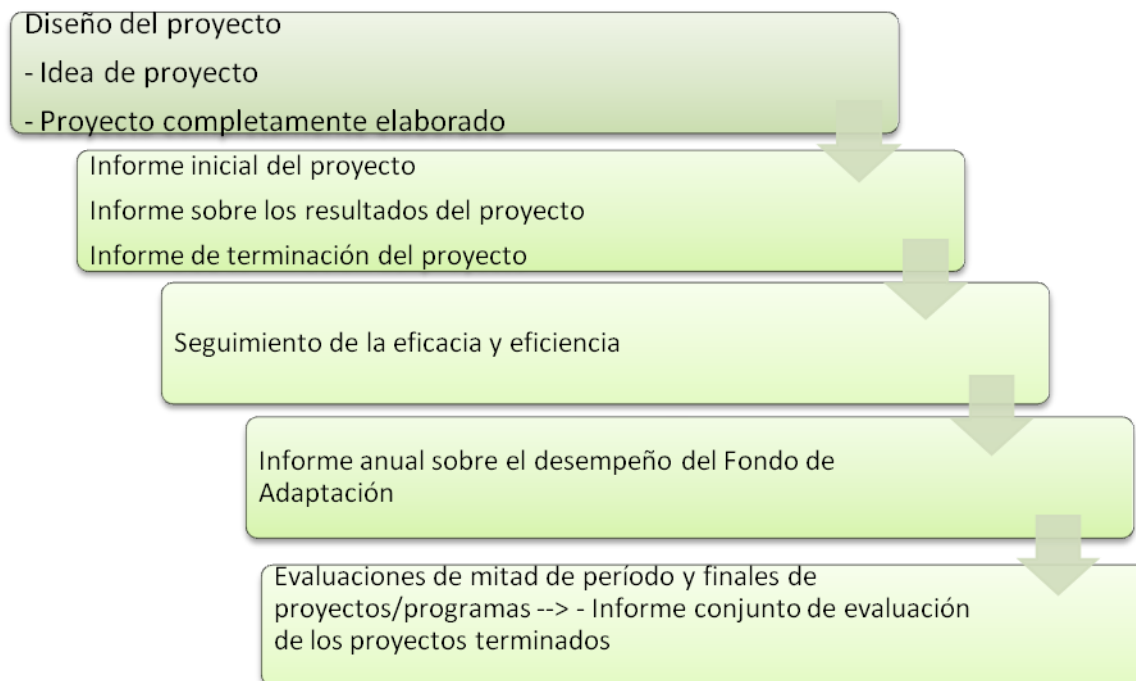 Diseño del proyecto
- Idea de proyecto
- Proyecto completamente elaborado
Informe inicial del proyecto
Informe sobre los resultados del proyecto
Informe de terminación del proyecto
Seguimiento de la eficacia y eficiencia
Informe anual sobre el desempeño del Fondo de
Adaptación
Evaluaciones de mitad de período y finales de
proyectos/programas --> - Informe conjunto de evaluación
de los proyectos terminados